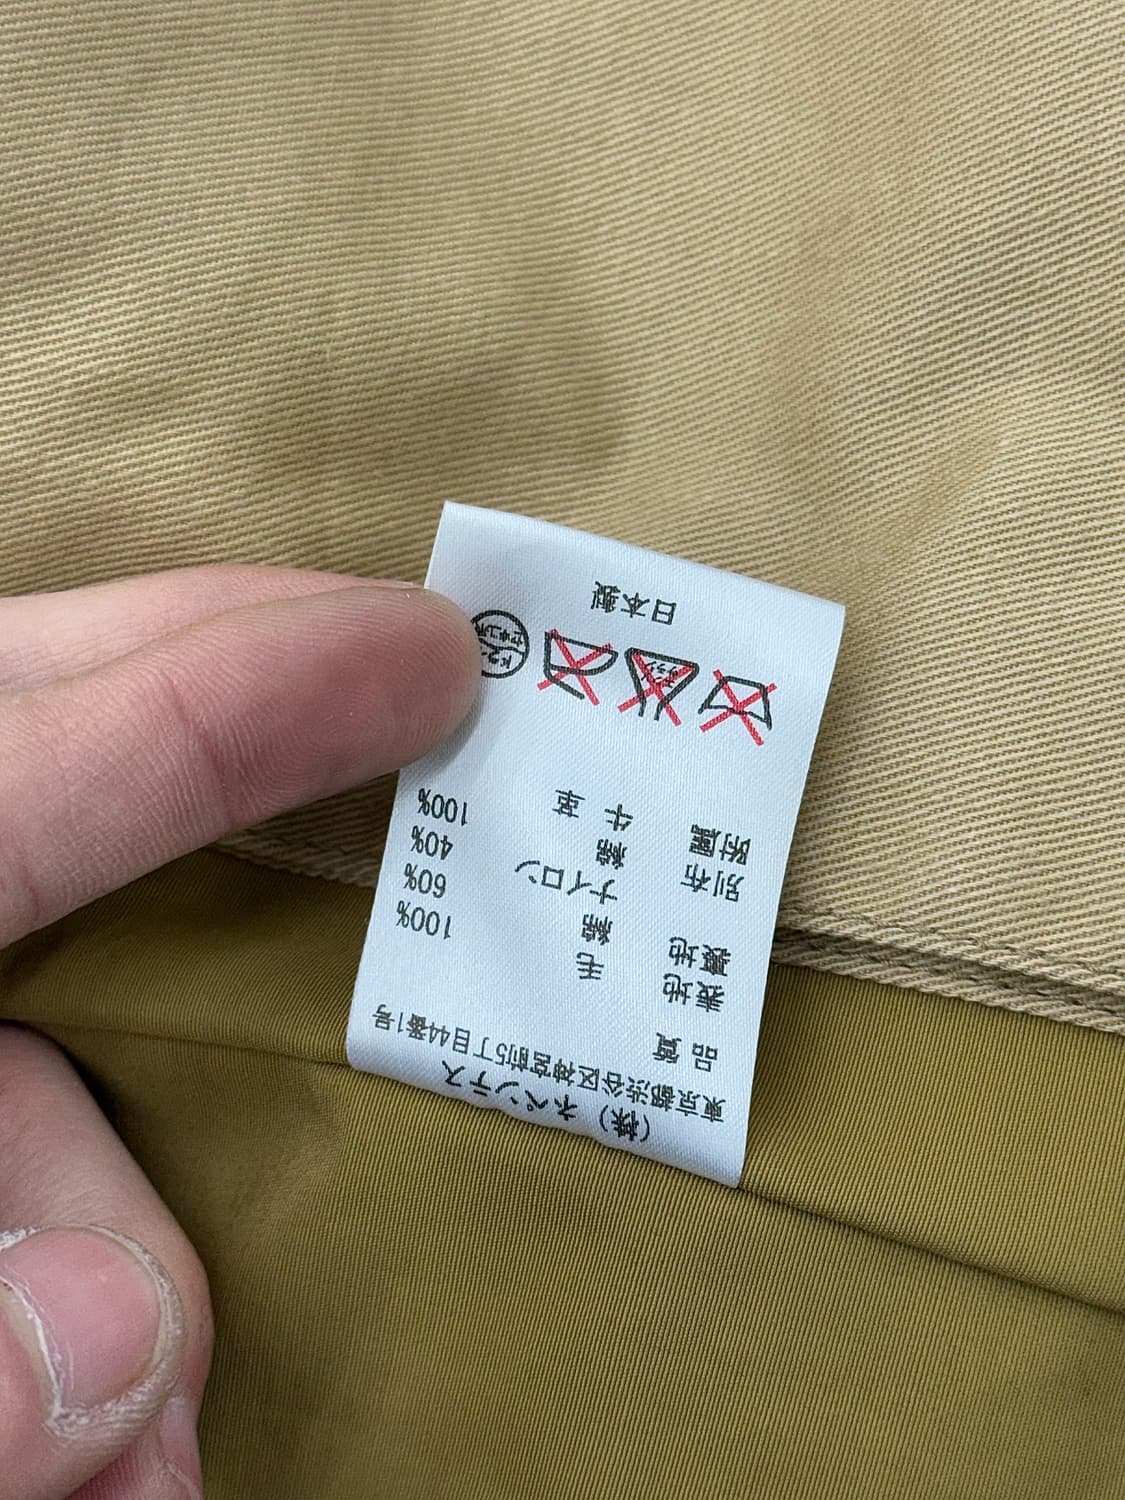 (株) ネペンテス
東京都渋谷区神宮前5丁目44番1号
品 質
表地 毛 100%
裏地 綿 60%
ナイロン 40%
別布 綿 100%
附属 牛革
日本製